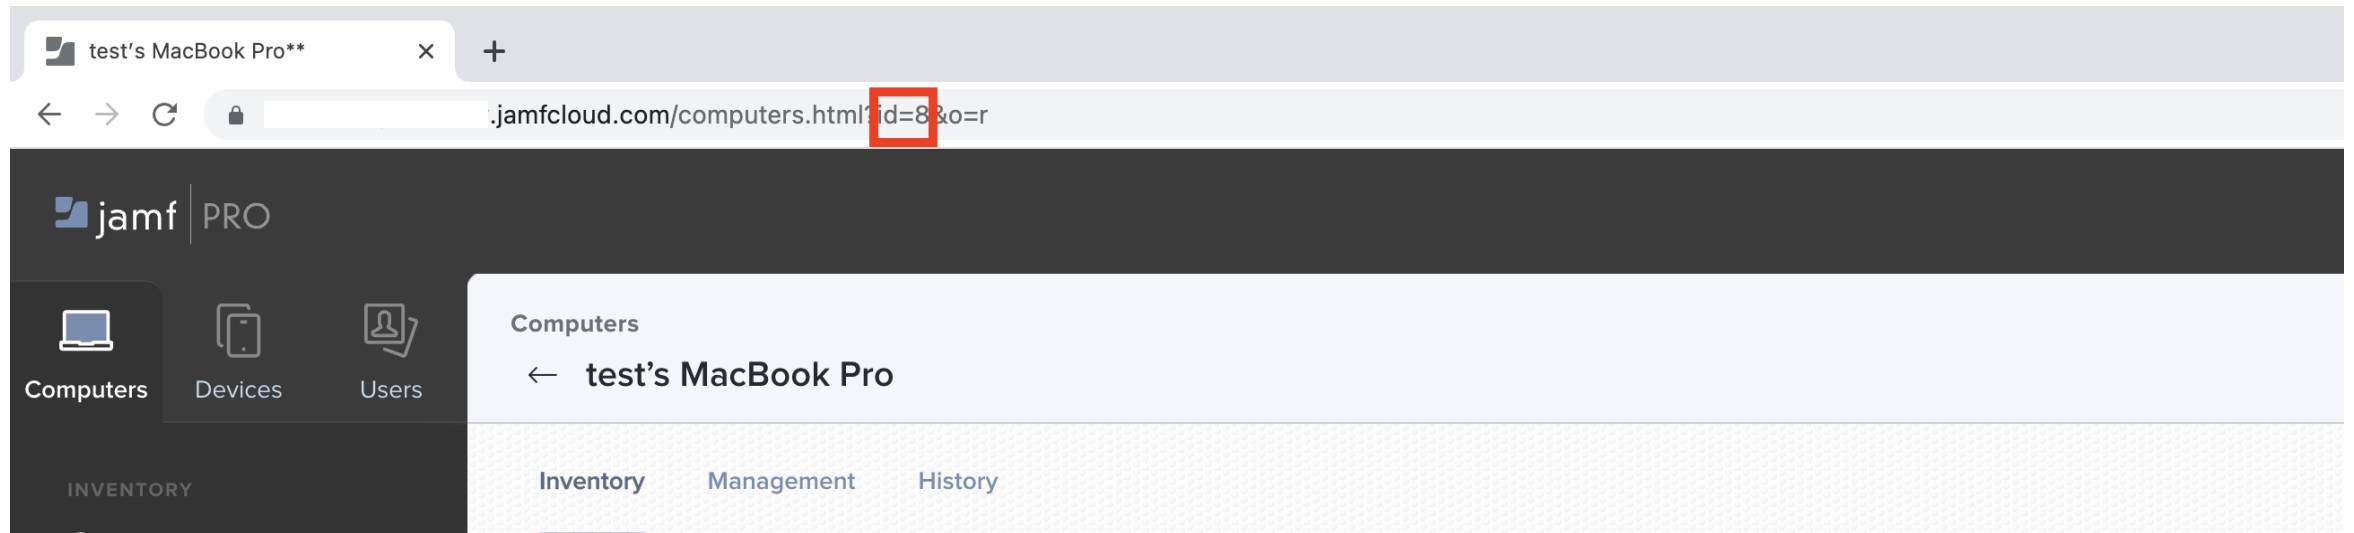 test's MacBook Pro**
.jamfcloud.com/computers.html?id=8&o=r
jamf PRO
Computers
Devices
Users
INVENTORY
Computers
← test’s MacBook Pro
Inventory
Management
History